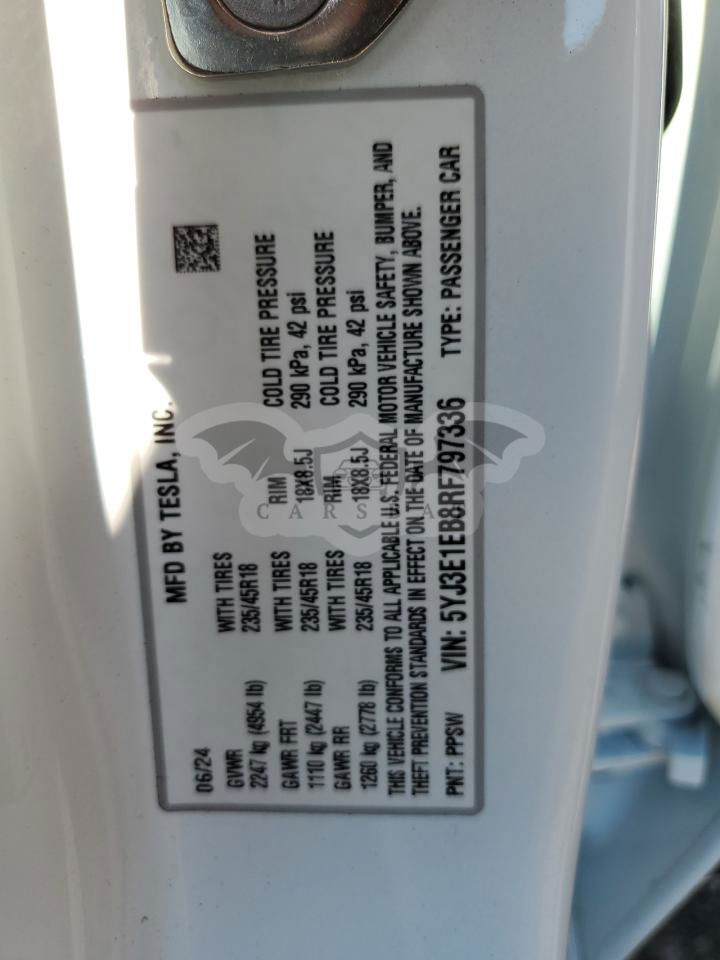 MFD BY TESLA, INC.
06/24
GVWR WITH TIRES RIM COLD TIRE PRESSURE
2247 kg (4954 lb) 235/45R18 18X8.5J 290 kPa, 42 psi
GAWR FRT WITH TIRES RIM COLD TIRE PRESSURE
1110 kg (2447 lb) 235/45R18 18X8.5J 290 kPa, 42 psi
GAWR RR WITH TIRES
1260 kg (2778 lb) 235/45R18
THIS VEHICLE CONFORMS TO ALL APPLICABLE U.S. FEDERAL MOTOR VEHICLE SAFETY, BUMPER, AND
THEFT PREVENTION STANDARDS IN EFFECT ON THE DATE OF MANUFACTURE SHOWN ABOVE.
PNT: PPSW VIN: 5YJ3E1EB8RF797336 TYPE: PASSENGER CAR